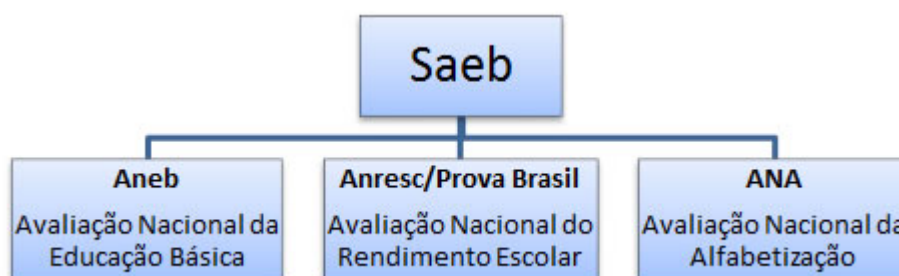 Saeb
Aneb
Avaliação Nacional da
Educação Básica
Anresc/Prova Brasil
Avaliação Nacional do
Rendimento Escolar
ANA
Avaliação Nacional da
Alfabetização